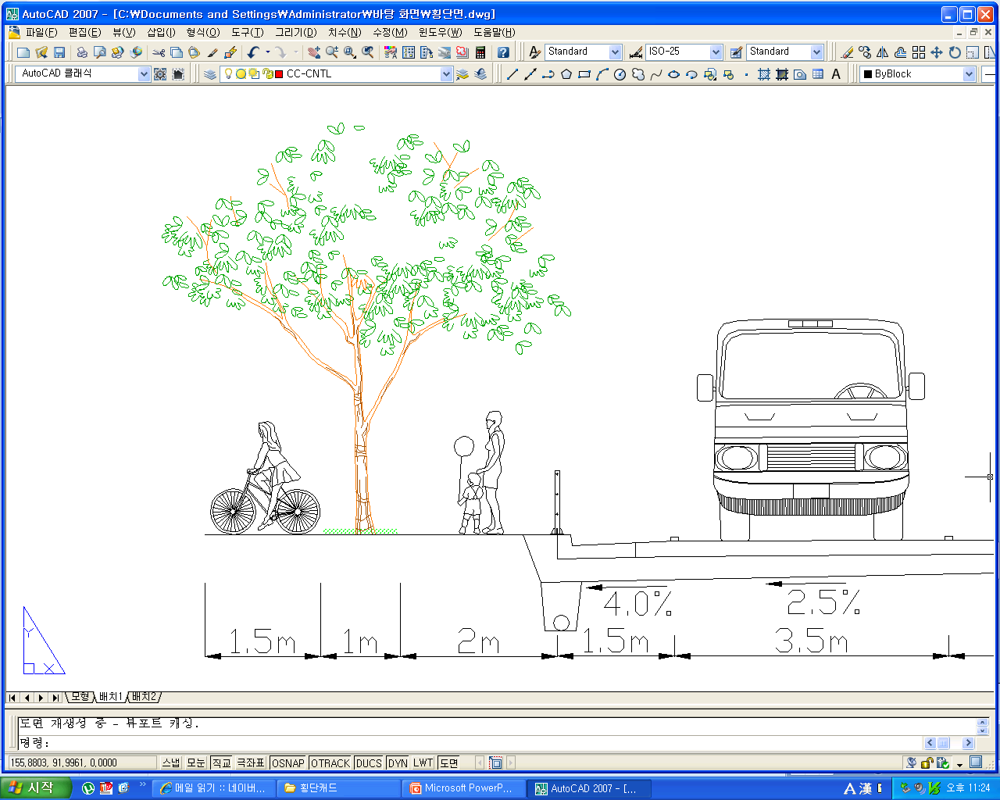 AutoCAD 2007 - [C:₩Documents and Settings₩Administrator₩바탕 화면₩횡단면.dwg]
파일(F) 편집(E) 뷰(V) 삽입(I) 형식(O) 도구(T) 그리기(D) 치수(N) 수정(M) 윈도우(W) 도움말(H)
Standard ISO-25 Standard
AutoCAD 클래식 CC-CNTL A ByBlock
4.0% 2.5%
1.5m 1m 2m 1.5m 3.5m
Y
X
모형 배치1 배치2
도면 재생성 중 - 뷰포트 캐싱.
명령:
155.8803, 91.9961, 0.0000 스냅 모눈 직교 극좌표 OSNAP OTRACK DUCS DYN LWT 도면
시작 메일 읽기 :: 네이버... 횡단캐드 Microsoft PowerP... AutoCAD 2007 - [... A 漢 오후 11:24